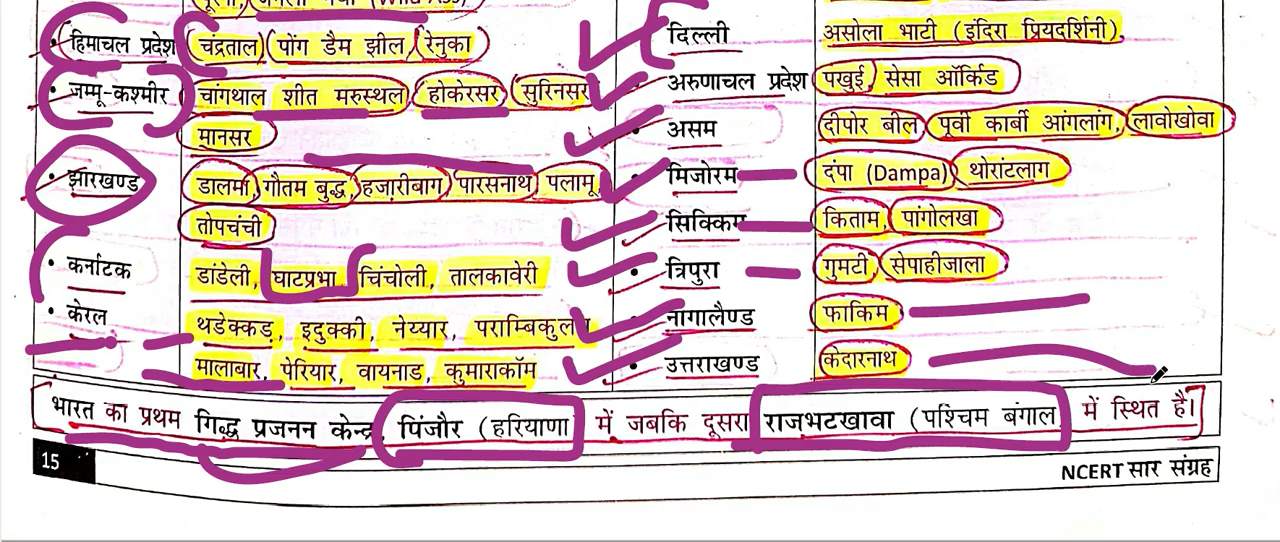 हिमाचल प्रदेश चंद्रताल, पोंग डैम झील, रेनुका
जम्मू-कश्मीर चांगथाल शीत मरुस्थल, होकेरसर, सुरिनसर
मानसर
झारखण्ड डालमा, गौतम बुद्ध, हजारीबाग, पारसनाथ, पलामू,
तोपचंची
कर्नाटक डांडेली, घाटप्रभा, चिंचोली, तालकावेरी
केरल थडेक्कड़, इदुक्की, नेय्यार, पराम्बिकुलम
मालाबार, पेरियार, वायनाड, कुमाराकॉम
दिल्ली असोला भाटी (इंदिरा प्रियदर्शिनी),
अरुणाचल प्रदेश पखुई, सेसा ऑर्किड
असम दीपोर बील, पूर्वी कार्बी आंगलांग, लावोखोवा
मिजोरम दंपा (Dampa), थोरांटलाग
सिक्किम किताम, पांगोलखा
त्रिपुरा गुमटी, सेपाहीजाला
नागालैण्ड फाकिम
उत्तराखण्ड केदारनाथ
भारत का प्रथम गिद्ध प्रजनन केन्द्र पिंजौर (हरियाणा में जबकि दूसरा राजभटखावा (पश्चिम बंगाल में स्थित है।
15
NCERT सार संग्रह